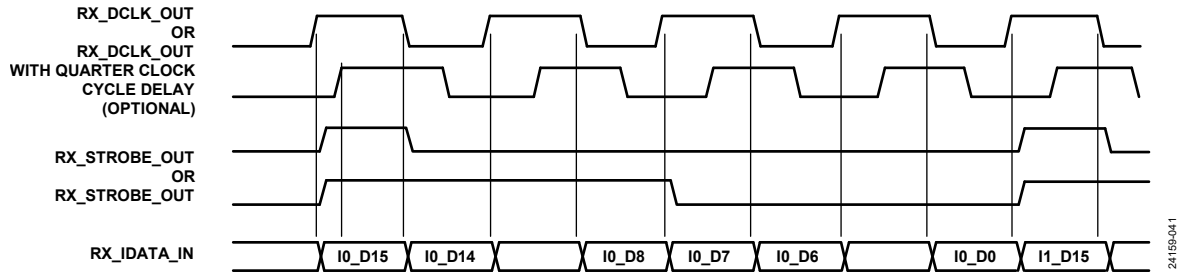 RX_DCLK_OUT
OR
RX_DCLK_OUT
WITH QUARTER CLOCK
CYCLE DELAY
(OPTIONAL)
RX_STROBE_OUT
OR
RX_STROBE_OUT
RX_IDATA_IN
I0_D15 I0_D14 I0_D8 I0_D7 I0_D6 I0_D0 I1_D15
24159-041